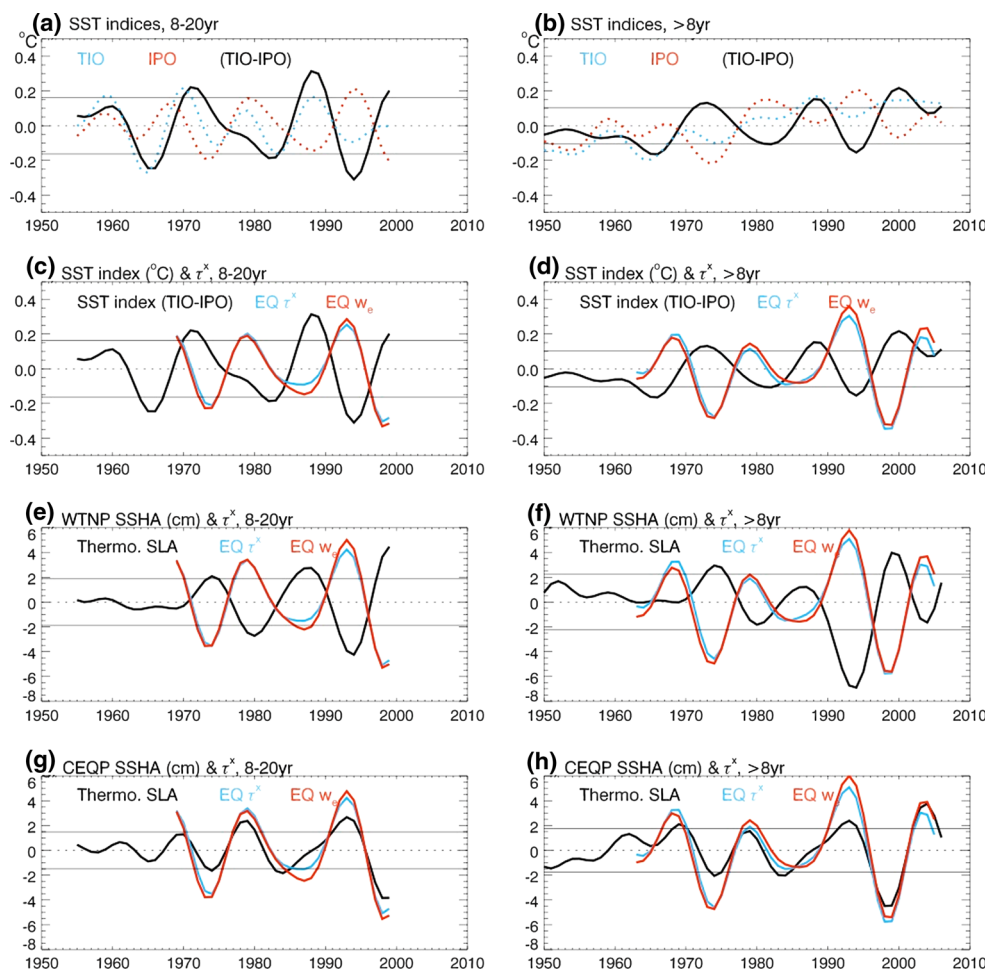 (a) SST indices, 8-20yr
°C
TIO IPO (TIO-IPO)
0.4
0.2
0.0
-0.2
-0.4
1950 1960 1970 1980 1990 2000 2010
(b) SST indices, >8yr
°C
TIO IPO (TIO-IPO)
0.4
0.2
0.0
-0.2
-0.4
1950 1960 1970 1980 1990 2000 2010
(c) SST index (°C) & τˣ, 8-20yr
SST index (TIO-IPO) EQ τˣ EQ wₑ
0.4
0.2
0.0
-0.2
-0.4
1950 1960 1970 1980 1990 2000 2010
(d) SST index (°C) & τˣ, >8yr
SST index (TIO-IPO) EQ τˣ EQ wₑ
0.4
0.2
0.0
-0.2
-0.4
1950 1960 1970 1980 1990 2000 2010
(e) WTNP SSHA (cm) & τˣ, 8-20yr
Thermo. SLA EQ τˣ EQ wₑ
6
4
2
0
-2
-4
-6
-8
1950 1960 1970 1980 1990 2000 2010
(f) WTNP SSHA (cm) & τˣ, >8yr
Thermo. SLA EQ τˣ EQ wₑ
6
4
2
0
-2
-4
-6
-8
1950 1960 1970 1980 1990 2000 2010
(g) CEQP SSHA (cm) & τˣ, 8-20yr
Thermo. SLA EQ τˣ EQ wₑ
6
4
2
0
-2
-4
-6
-8
1950 1960 1970 1980 1990 2000 2010
(h) CEQP SSHA (cm) & τˣ, >8yr
Thermo. SLA EQ τˣ EQ wₑ
6
4
2
0
-2
-4
-6
-8
1950 1960 1970 1980 1990 2000 2010